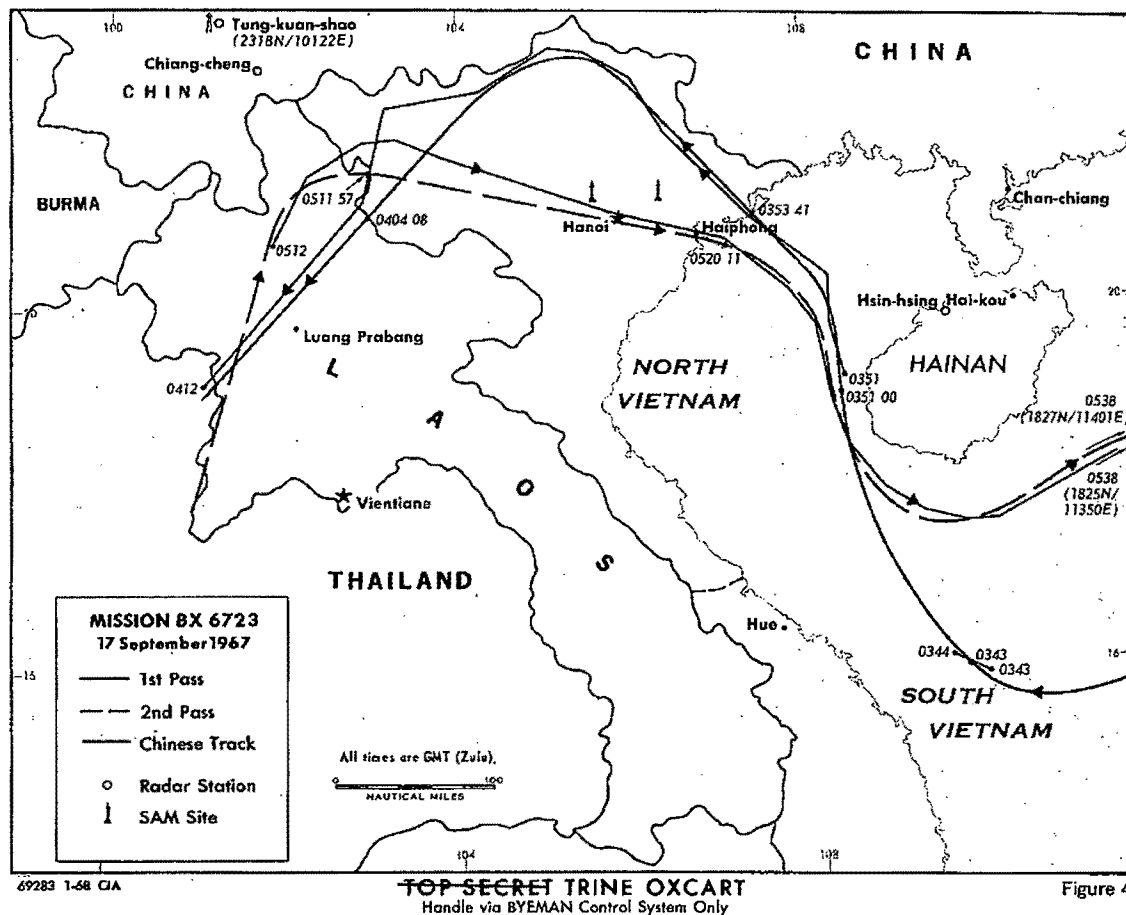 100
104
108
Tung-kuan-shao
(2318N/10122E)
Chiang-cheng
CHINA
CHINA
BURMA
0511 57
0404 08
0512
Hanoi
Haiphong
0353 41
0520 11
Chan-chiang
Hsin-hsing
Hai-kou
20
20
Luang Prabang
0412
LAOS
NORTH
VIETNAM
HAINAN
0351
0351 00
0538
(1827N/11401E)
0538
(1825N/
11350E)
Vientiane
THAILAND
Hue
0344
0343
0343
16
15
SOUTH
VIETNAM
MISSION BX 6723
17 September 1967
1st Pass
2nd Pass
Chinese Track
Radar Station
SAM Site
All times are GMT (Zulu).
0
100
NAUTICAL MILES
104
108
69283 1-68 CIA
TOP SECRET TRINE OXCART
Handle via BYEMAN Control System Only
Figure 4